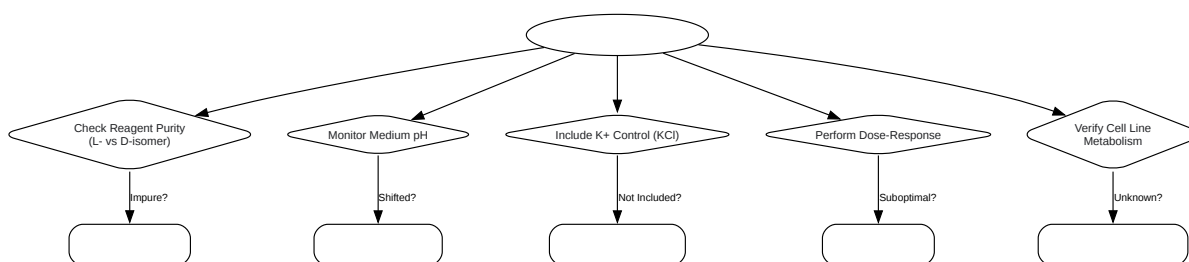 Check Reagent Purity
(L- vs D-isomer)
Monitor Medium pH
Include K+ Control (KCl)
Perform Dose-Response
Verify Cell Line
Metabolism
Impure?
Shifted?
Not Included?
Suboptimal?
Unknown?